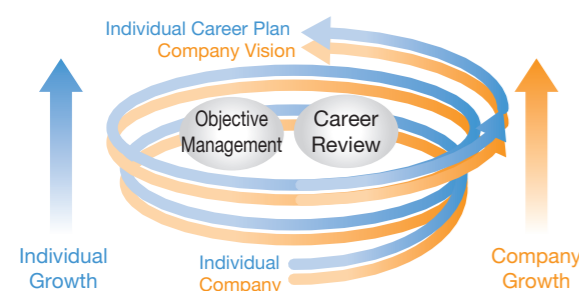 Individual Career Plan
Company Vision
Objective
Management
Career
Review
Individual
Growth
Individual
Company
Company
Growth